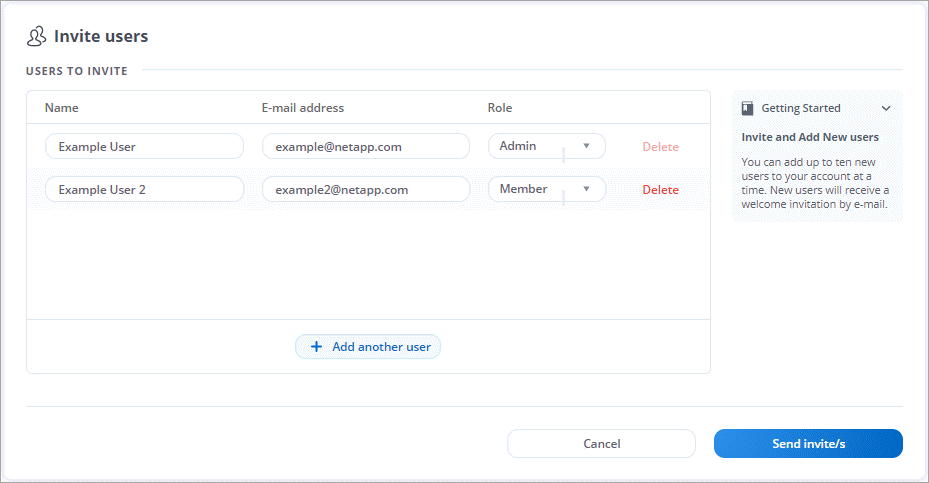 Invite users
USERS TO INVITE
Name E-mail address Role
Example User example@netapp.com Admin Delete
Example User 2 example2@netapp.com Member Delete
Add another user
Getting Started
Invite and Add New users
You can add up to ten new
users to your account at a
time. New users will receive a
welcome invitation by e-mail.
Cancel Send invite/s